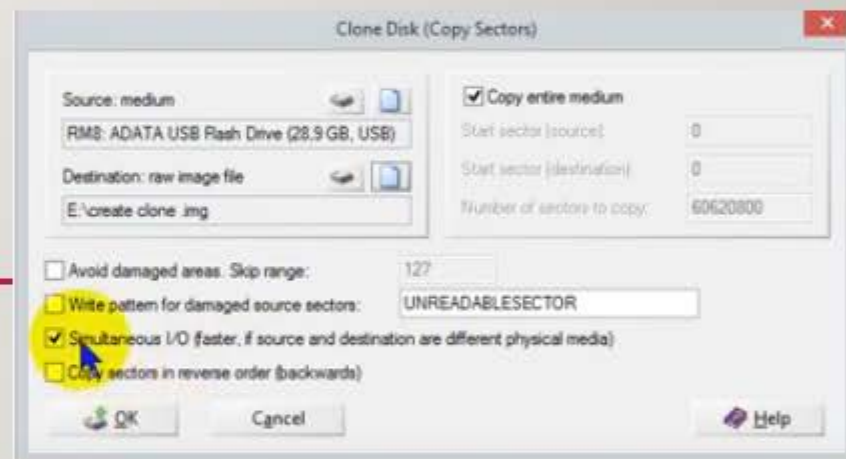 Clone Disk (Copy Sectors)
Source: medium
RM8: ADATA USB Flash Drive (28.9 GB, USB)
Destination: raw image file
E:\create clone .img
Copy entire medium
Start sector (source): 0
Start sector (destination): 0
Number of sectors to copy: 60620800
Avoid damaged areas. Skip range: 127
Write pattern for damaged source sectors: UNREADABLESECTOR
Simultaneous I/O (faster, if source and destination are different physical media)
Copy sectors in reverse order (backwards)
OK Cancel Help